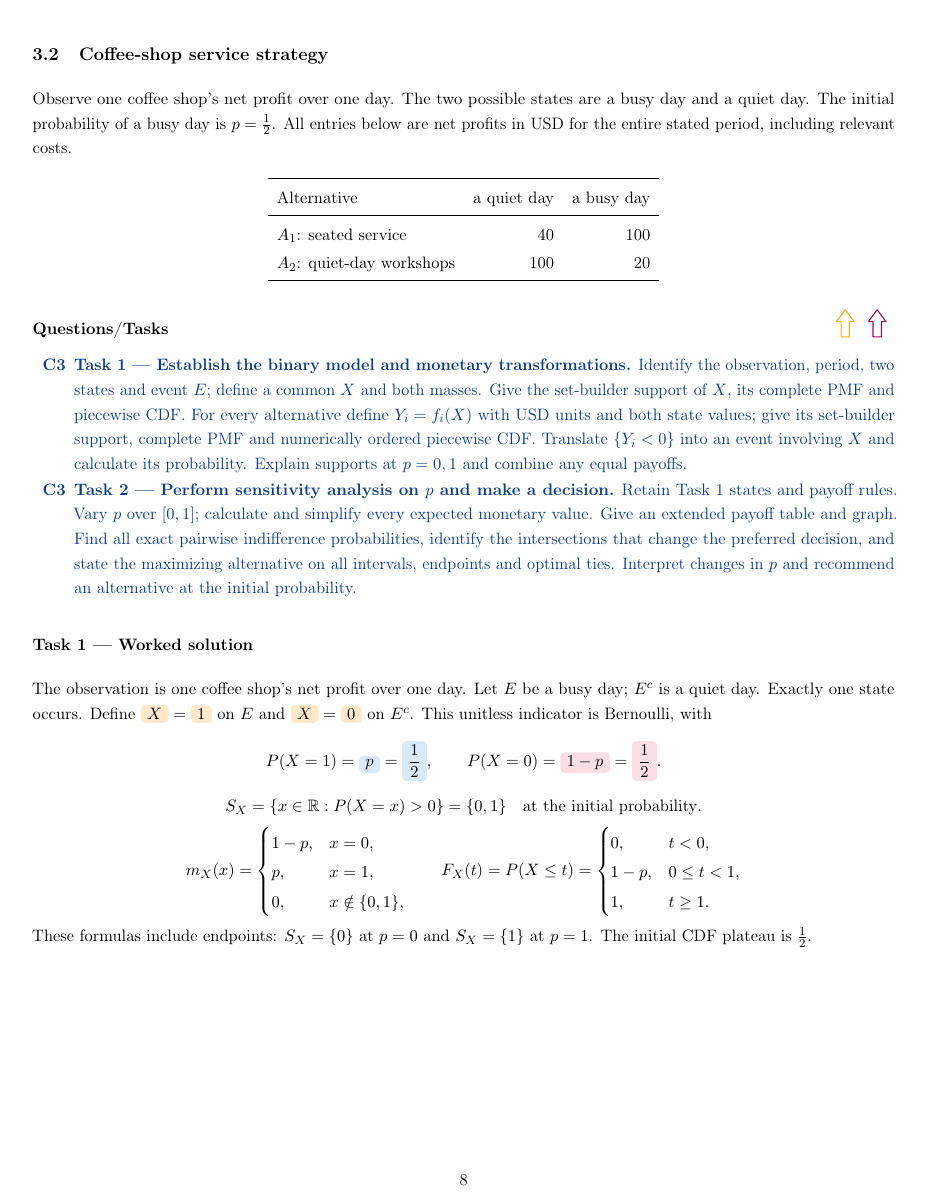 3.2 Coffee-shop service strategy
Observe one coffee shop's net profit over one day. The two possible states are a busy day and a quiet day. The initial
probability of a busy day is p = 1/2. All entries below are net profits in USD for the entire stated period, including relevant
costs.
Alternative a quiet day a busy day
A₁: seated service 40 100
A₂: quiet-day workshops 100 20
Questions/Tasks
C3 Task 1 — Establish the binary model and monetary transformations. Identify the observation, period, two
states and event E; define a common X and both masses. Give the set-builder support of X, its complete PMF and
piecewise CDF. For every alternative define Yᵢ = fᵢ(X) with USD units and both state values; give its set-builder
support, complete PMF and numerically ordered piecewise CDF. Translate {Yᵢ < 0} into an event involving X and
calculate its probability. Explain supports at p = 0, 1 and combine any equal payoffs.
C3 Task 2 — Perform sensitivity analysis on p and make a decision. Retain Task 1 states and payoff rules.
Vary p over [0, 1]; calculate and simplify every expected monetary value. Give an extended payoff table and graph.
Find all exact pairwise indifference probabilities, identify the intersections that change the preferred decision, and
state the maximizing alternative on all intervals, endpoints and optimal ties. Interpret changes in p and recommend
an alternative at the initial probability.
Task 1 — Worked solution
The observation is one coffee shop's net profit over one day. Let E be a busy day; Eᶜ is a quiet day. Exactly one state
occurs. Define X = 1 on E and X = 0 on Eᶜ. This unitless indicator is Bernoulli, with
P(X = 1) = p = 1/2, P(X = 0) = 1 − p = 1/2.
S_X = {x ∈ ℝ : P(X = x) > 0} = {0, 1} at the initial probability.
m_X(x) = { 1 − p, x = 0, p, x = 1, 0, x ∉ {0, 1}, F_X(t) = P(X ≤ t) = { 0, t < 0, 1 − p, 0 ≤ t < 1, 1, t ≥ 1.
These formulas include endpoints: S_X = {0} at p = 0 and S_X = {1} at p = 1. The initial CDF plateau is 1/2.
8